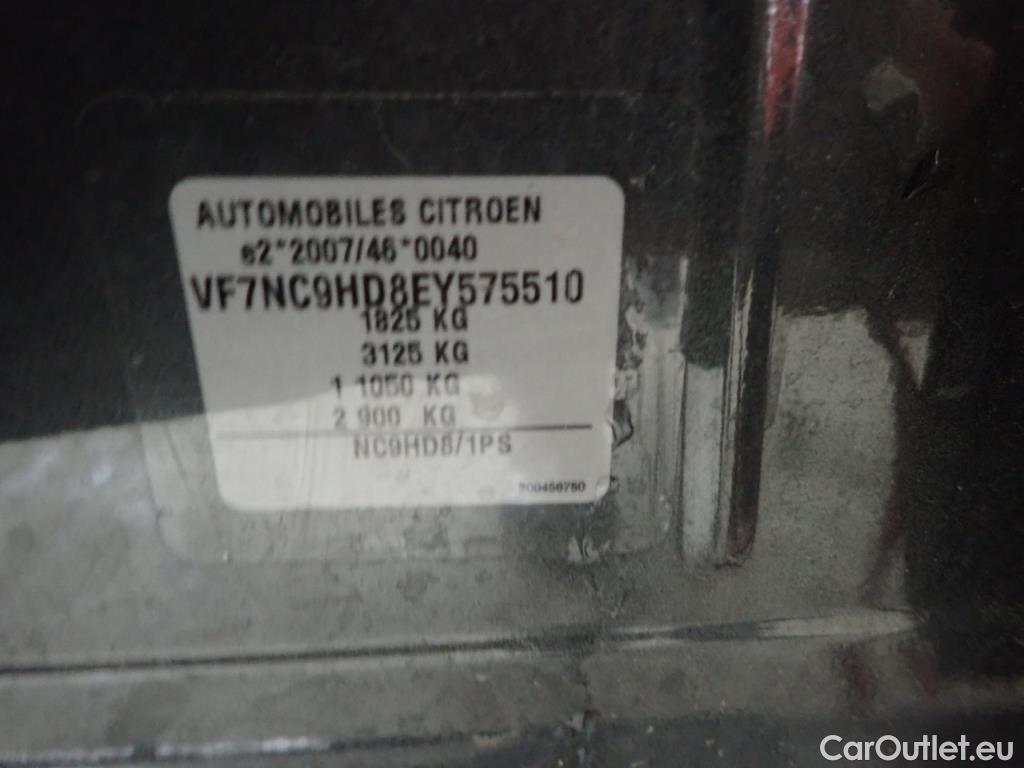 AUTOMOBILES CITROEN
e2*2007/46*0040
VF7NC9HD8EY575510
1825 KG
3125 KG
1 1050 KG
2 900 KG
NC9HD8/1PS
CarOutlet.eu